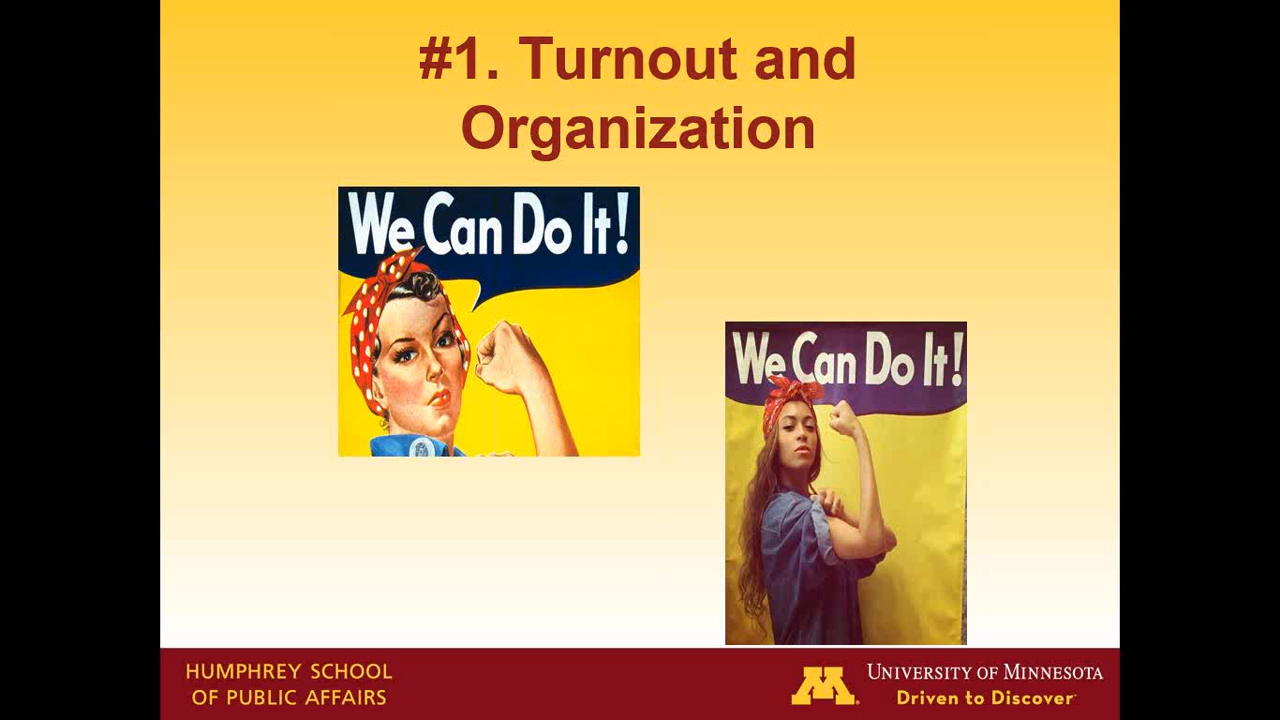 #1. Turnout and
Organization
We Can Do It!
We Can Do It!
HUMPHREY SCHOOL
OF PUBLIC AFFAIRS
M
UNIVERSITY OF MINNESOTA
Driven to Discover